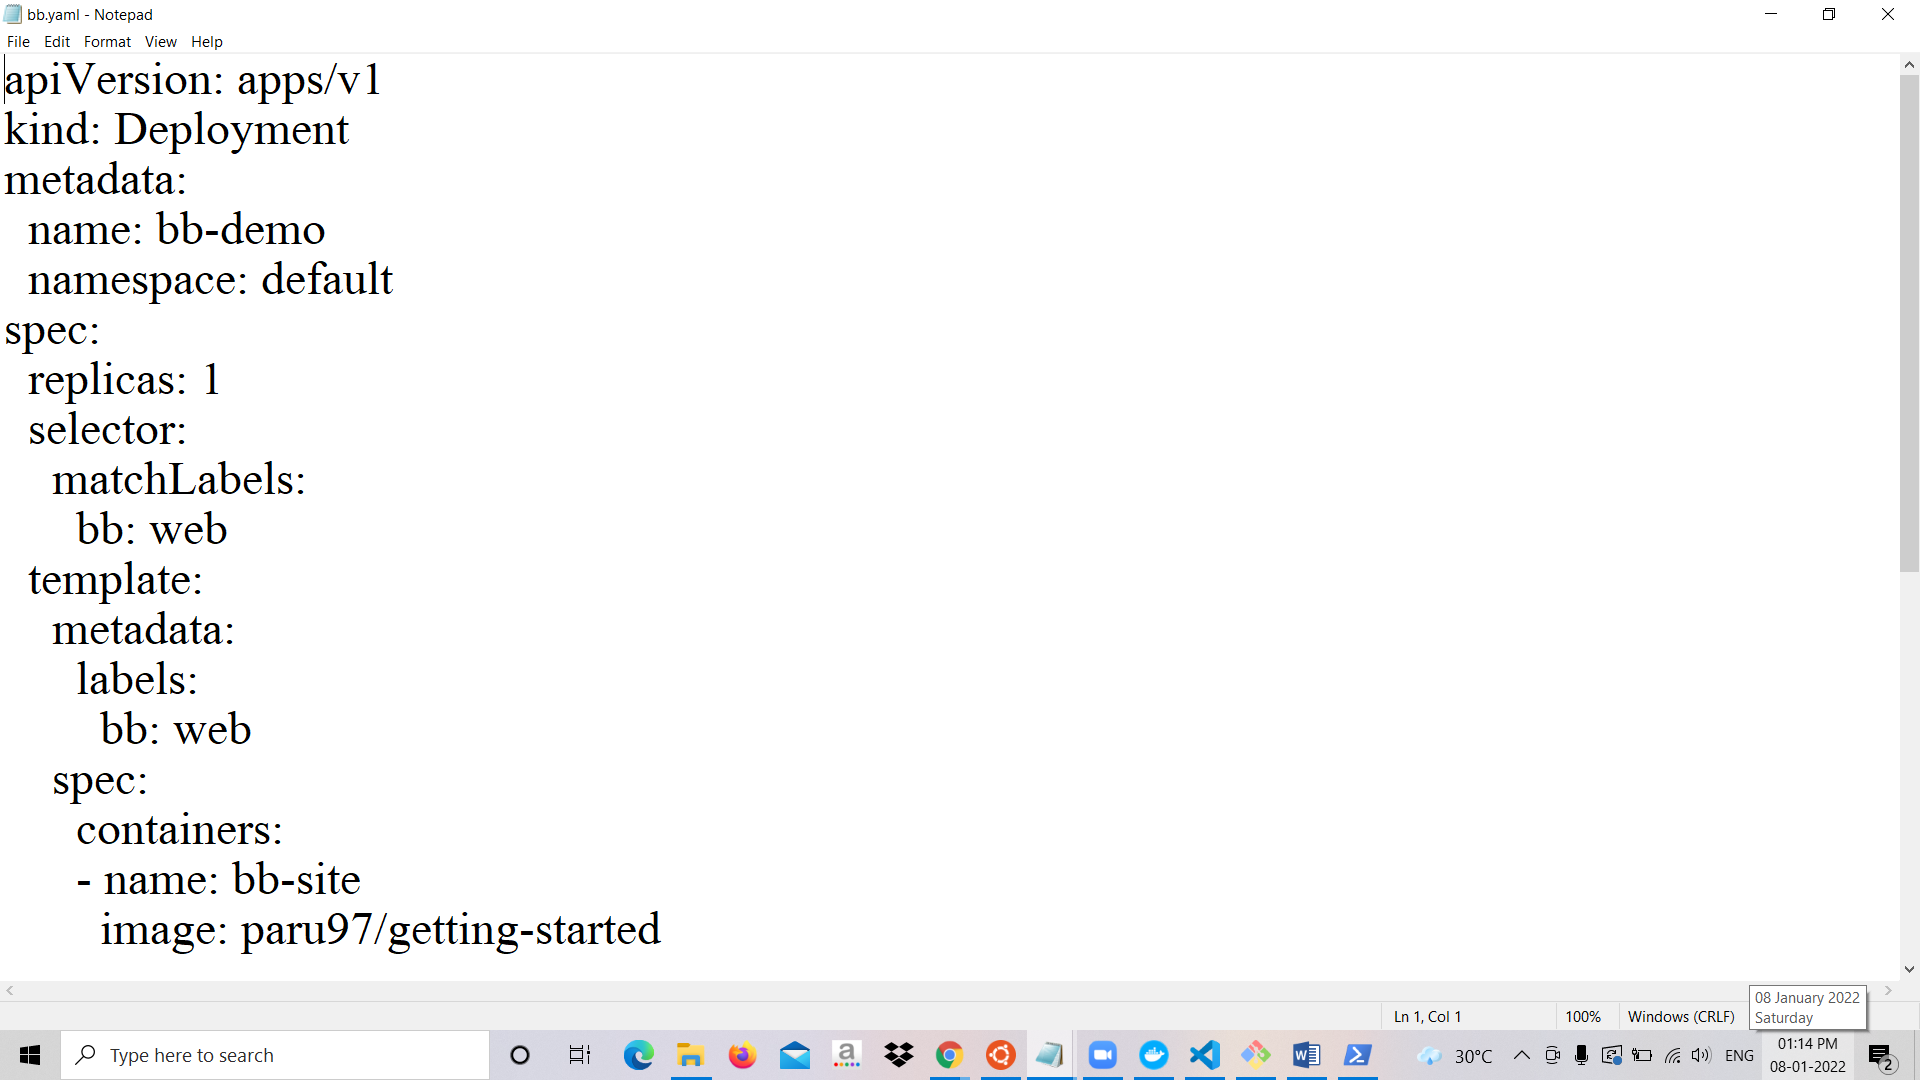 bb.yaml - Notepad
File Edit Format View Help
apiVersion: apps/v1
kind: Deployment
metadata:
  name: bb-demo
  namespace: default
spec:
  replicas: 1
  selector:
    matchLabels:
      bb: web
  template:
    metadata:
      labels:
        bb: web
    spec:
      containers:
      - name: bb-site
        image: paru97/getting-started
Ln 1, Col 1 100% Windows (CRLF)
08 January 2022
Saturday
Type here to search
a
W
30°C
ENG
01:14 PM
08-01-2022
2